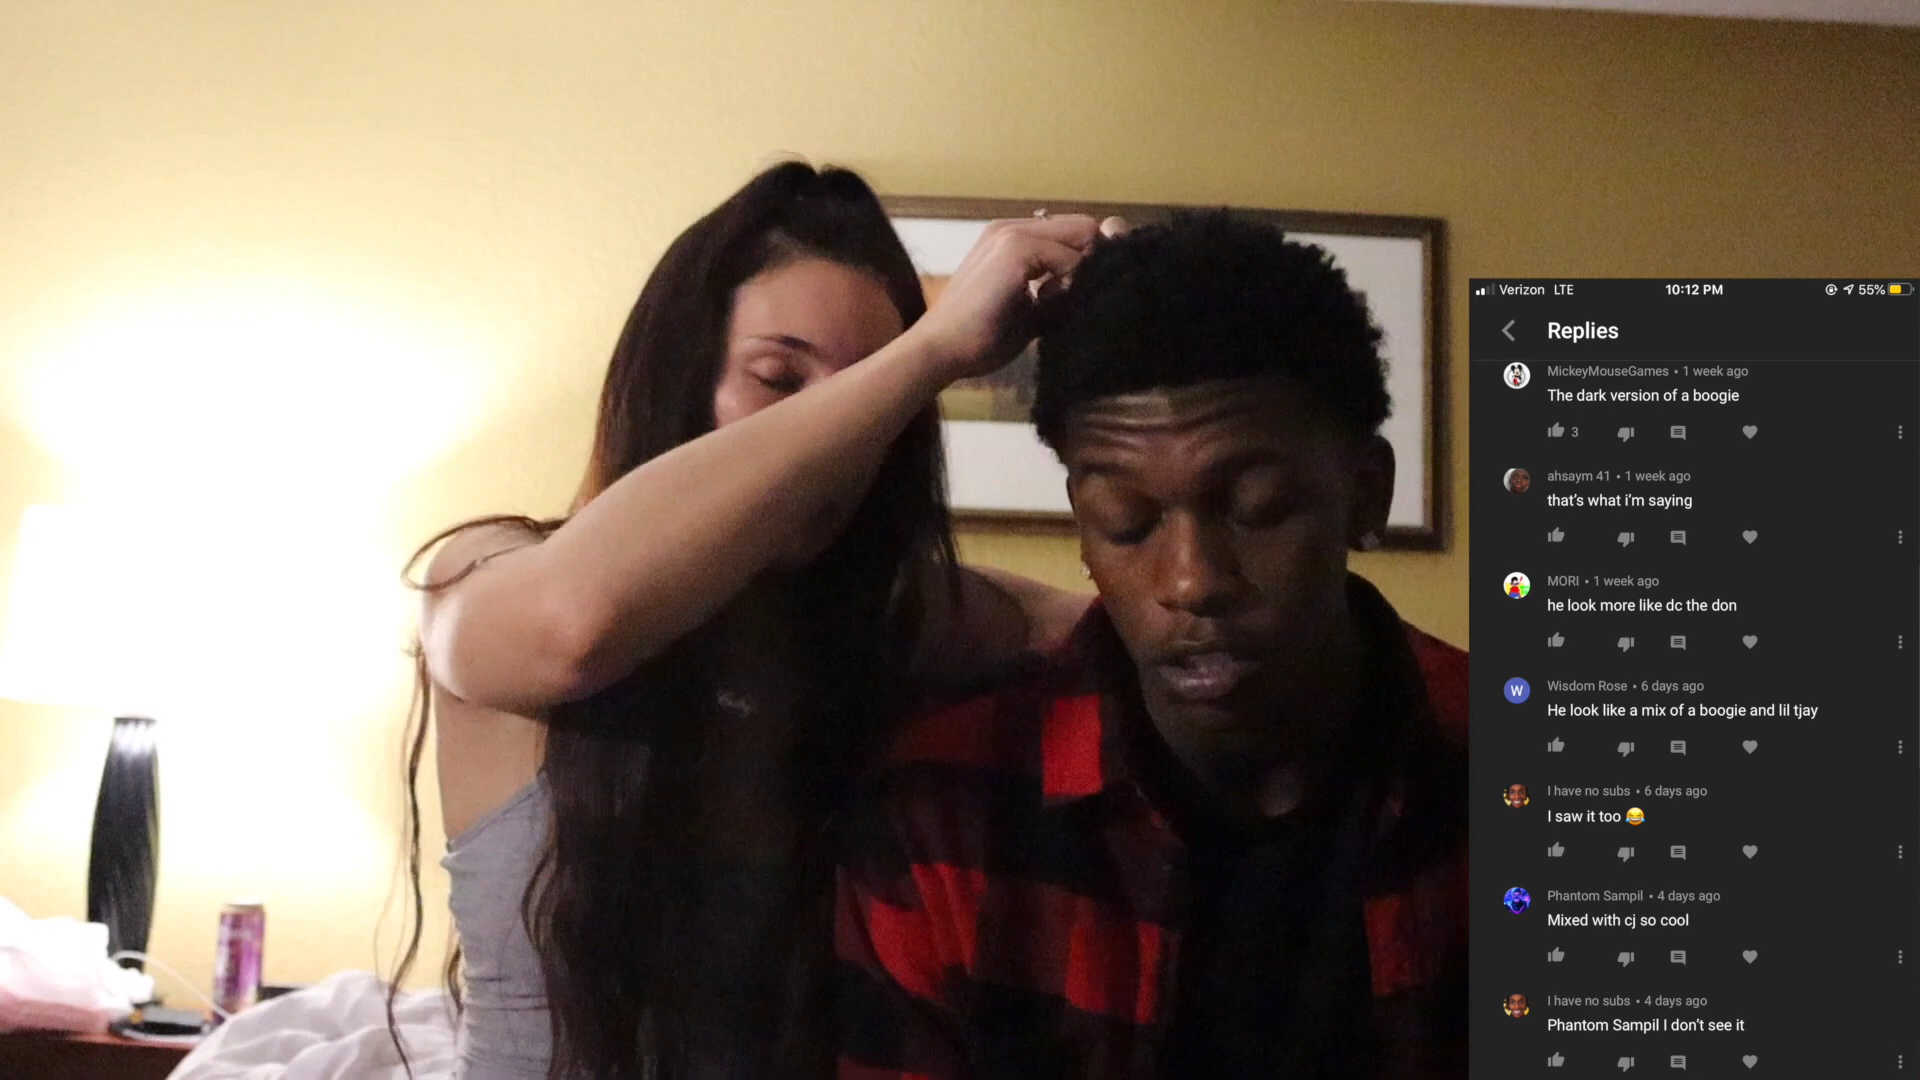 Verizon LTE 10:12 PM 55%
Replies
MickeyMouseGames • 1 week ago
The dark version of a boogie
3
ahsaym 41 • 1 week ago
that's what i'm saying
MORI • 1 week ago
he look more like dc the don
W
Wisdom Rose • 6 days ago
He look like a mix of a boogie and lil tjay
I have no subs • 6 days ago
I saw it too 😂
Phantom Sampil • 4 days ago
Mixed with cj so cool
I have no subs • 4 days ago
Phantom Sampil I don't see it